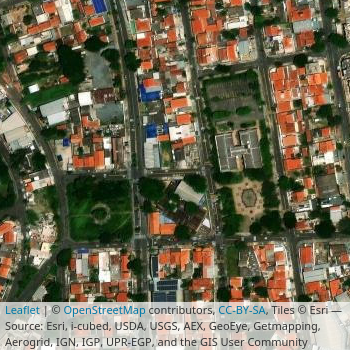 Leaflet | © OpenStreetMap contributors, CC-BY-SA, Tiles © Esri —
Source: Esri, i-cubed, USDA, USGS, AEX, GeoEye, Getmapping,
Aerogrid, IGN, IGP, UPR-EGP, and the GIS User Community